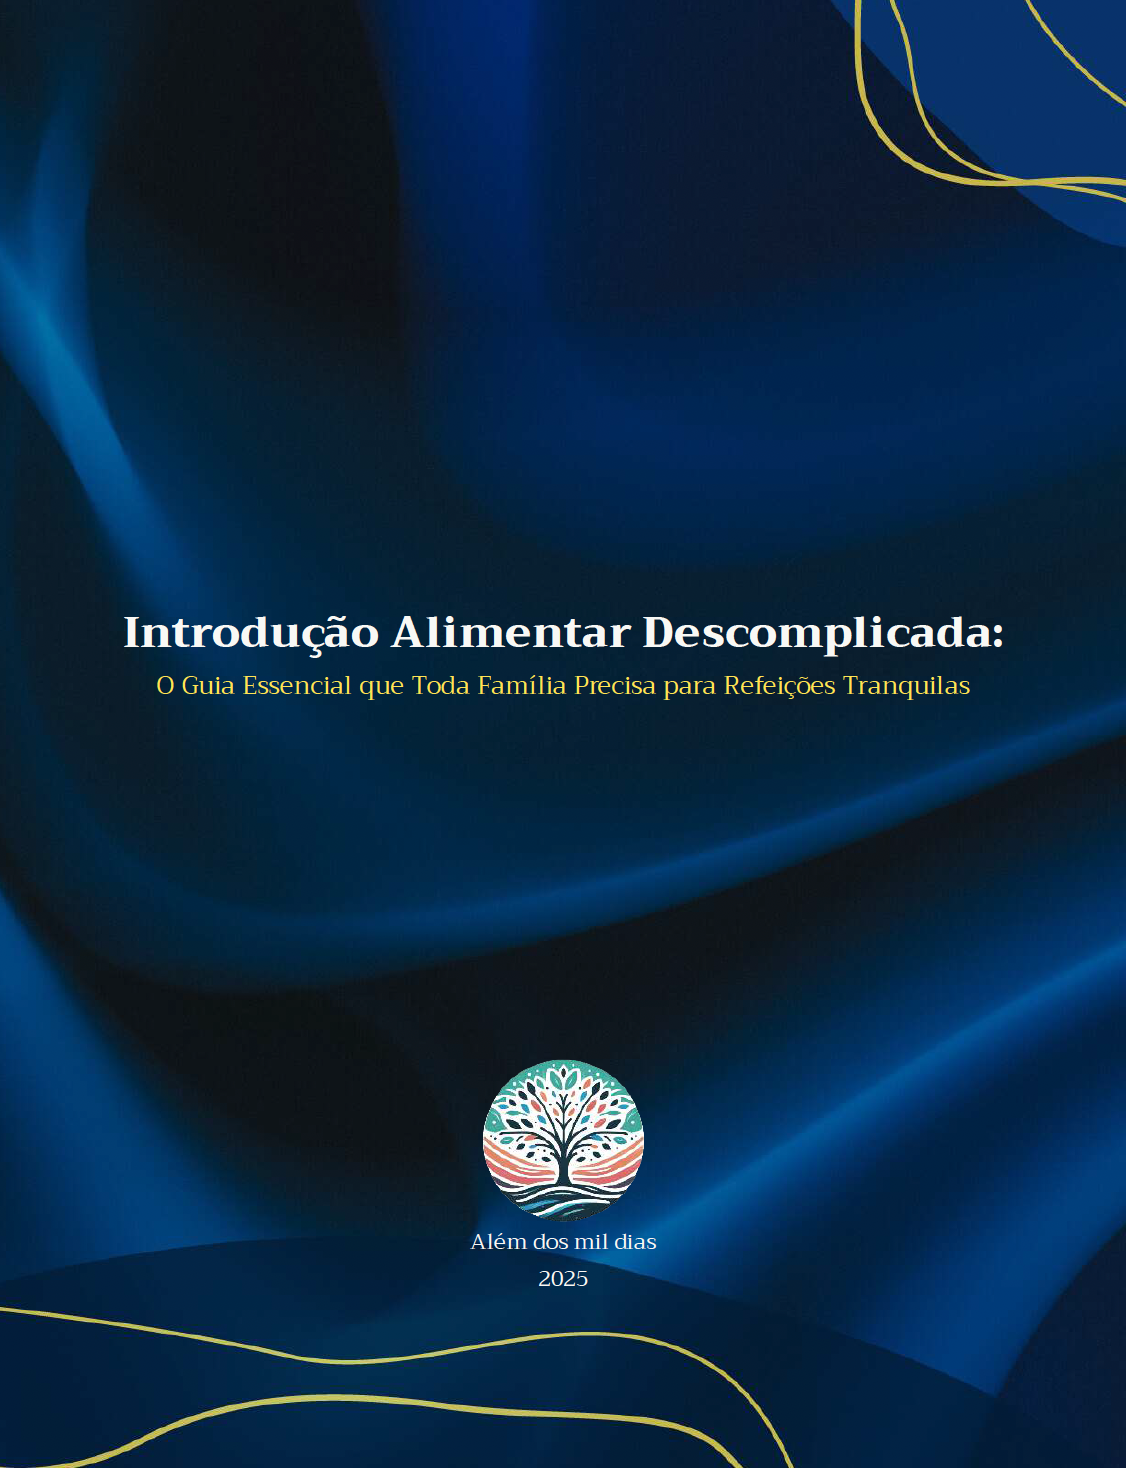 Introdução Alimentar Descomplicada:
O Guia Essencial que Toda Família Precisa para Refeições Tranquilas
Além dos mil dias
2025